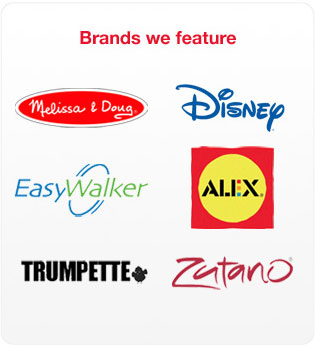 Brands we feature
Melissa & Doug
Disney
EasyWalker
ALEX
TRUMPETTE
Zutano